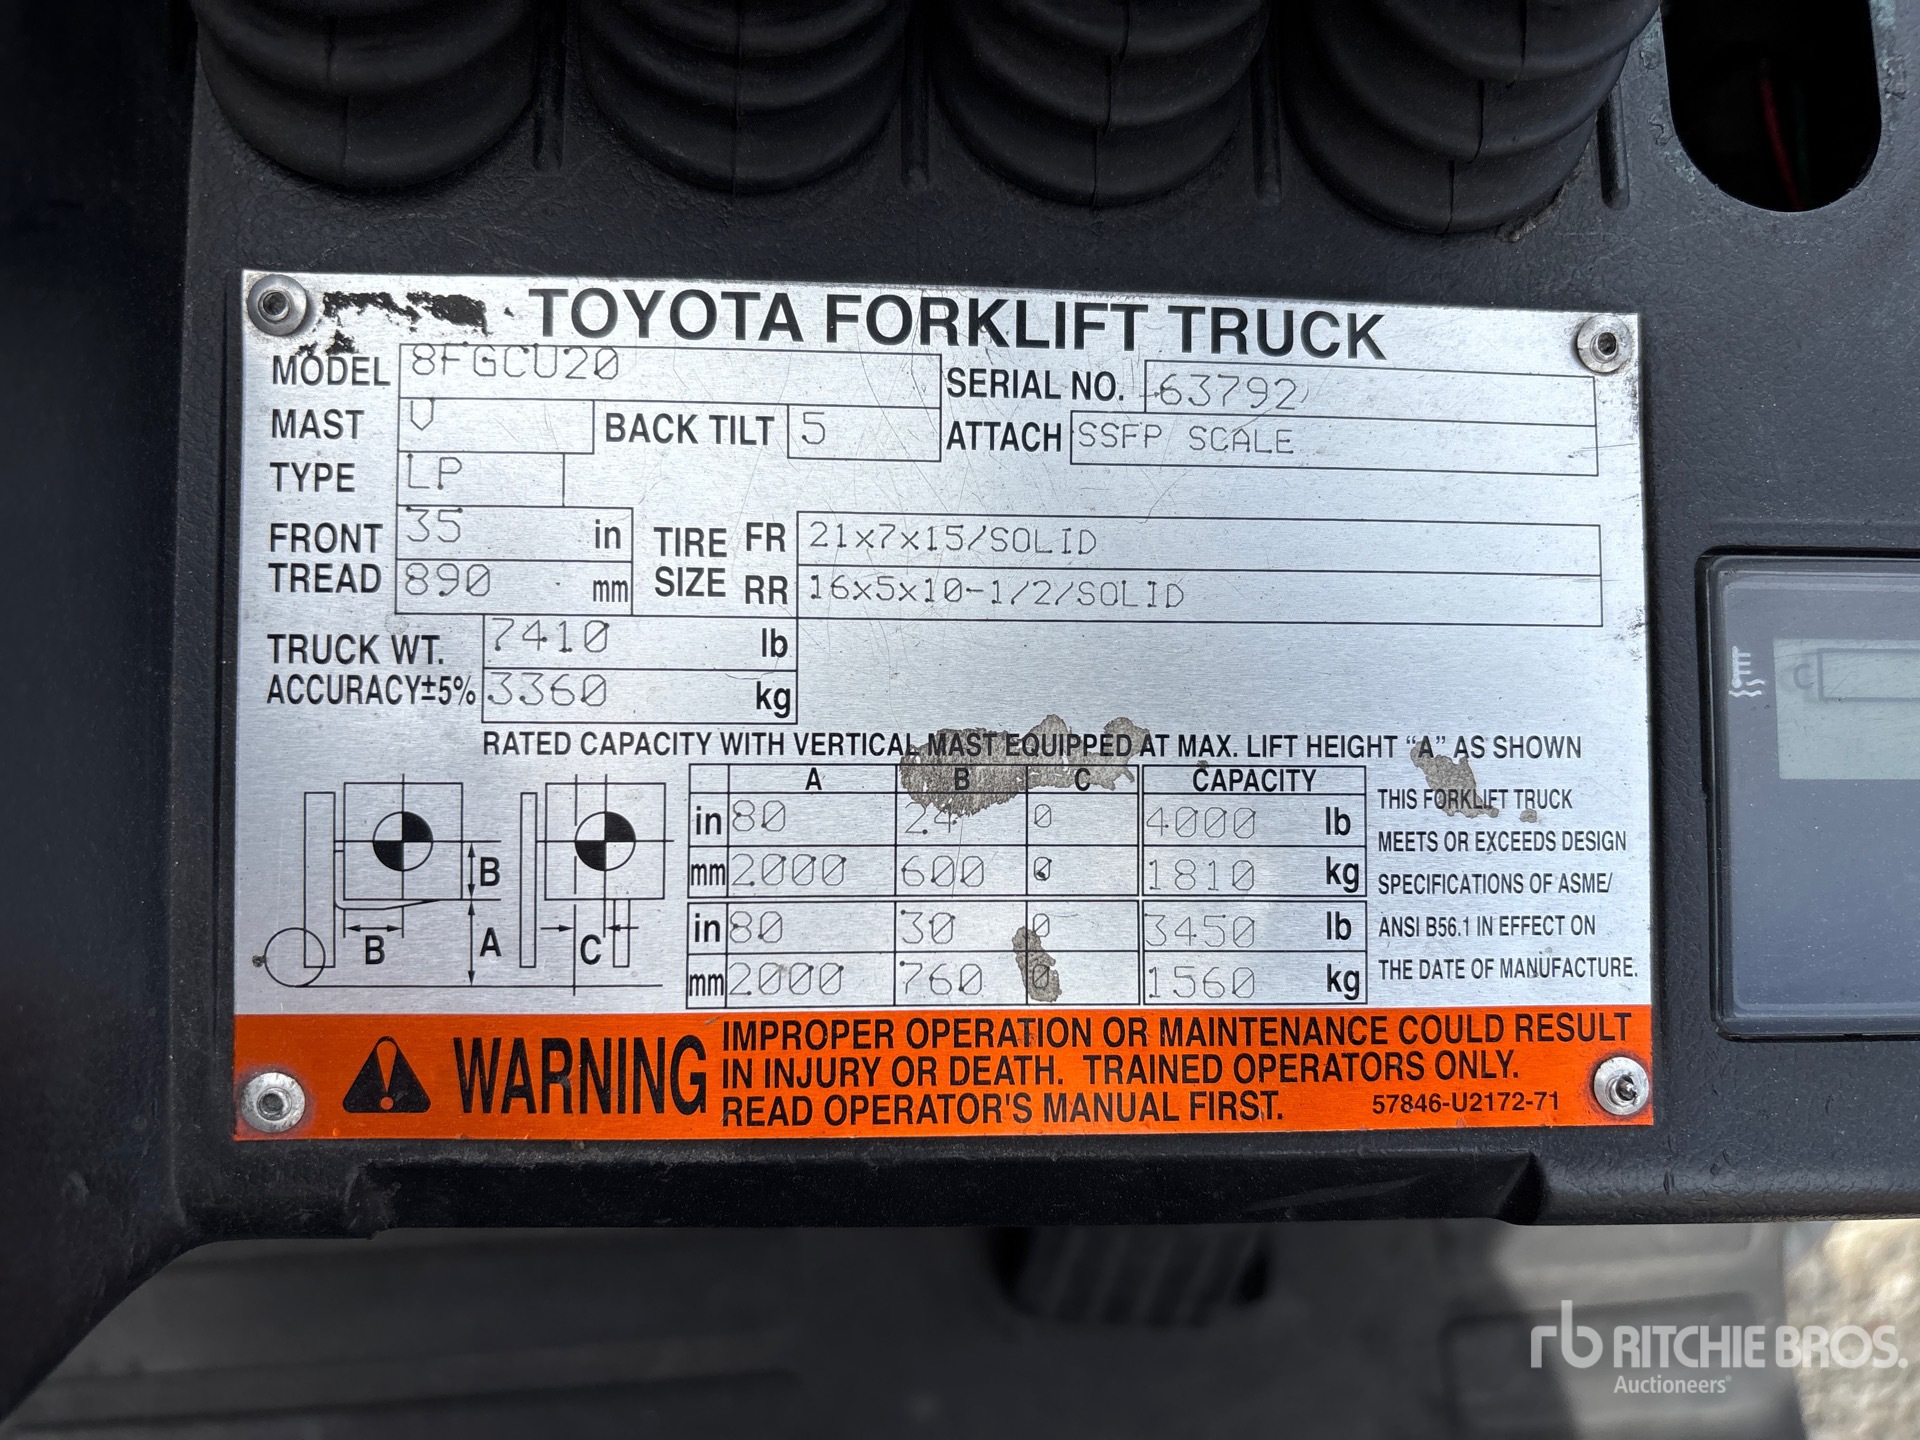 TOYOTA FORKLIFT TRUCK
MODEL 8FGCU20 SERIAL NO. 63792
MAST V BACK TILT 5 ATTACH SSFP SCALE
TYPE LP
FRONT TREAD 35 in TIRE SIZE FR 21x7x15/SOLID
890 mm RR 16x5x10-1/2/SOLID
TRUCK WT. 7410 lb
ACCURACY±5% 3360 kg
RATED CAPACITY WITH VERTICAL MAST EQUIPPED AT MAX. LIFT HEIGHT “A” AS SHOWN
A B C CAPACITY
in 80 24 0 4000 lb
mm 2000 600 0 1810 kg
in 80 30 0 3450 lb
mm 2000 760 0 1560 kg
B
B A C
THIS FORKLIFT TRUCK
MEETS OR EXCEEDS DESIGN
SPECIFICATIONS OF ASME/
ANSI B56.1 IN EFFECT ON
THE DATE OF MANUFACTURE.
WARNING
IMPROPER OPERATION OR MAINTENANCE COULD RESULT
IN INJURY OR DEATH. TRAINED OPERATORS ONLY.
READ OPERATOR'S MANUAL FIRST. 57846-U2172-71
C
rb RITCHIE BROS.
Auctioneers